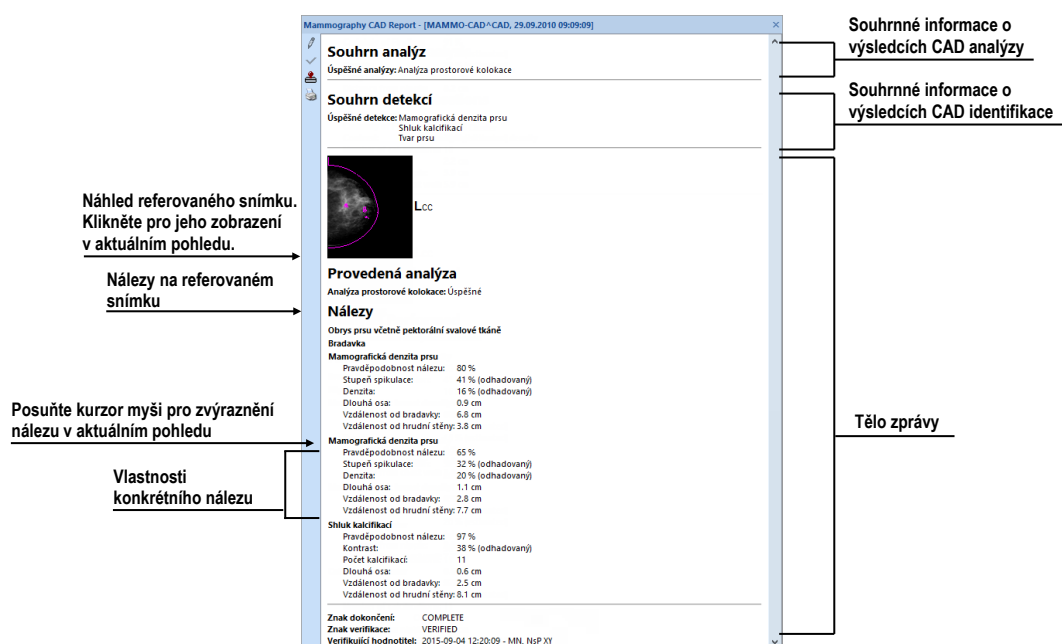 Mammography CAD Report - [MAMMO-CAD^CAD, 29.09.2010 09:09:09]
Souhrn analýz
Úspěšné analýzy: Analýza prostorové kolokace
Souhrn detekcí
Úspěšné detekce: Mamografická denzita prsu
Shluk kalcifikací
Tvar prsu
LCC
Provedená analýza
Analýza prostorové kolokace: Úspěšné
Nálezy
Obrys prsu včetně pektorální svalové tkáně
Bradavka
Mamografická denzita prsu
Pravděpodobnost nálezu: 80 %
Stupeň spikulace: 41 % (odhadovaný)
Denzita: 16 % (odhadovaný)
Dlouhá osa: 0.9 cm
Vzdálenost od bradavky: 6.8 cm
Vzdálenost od hrudní stěny: 3.8 cm
Mamografická denzita prsu
Pravděpodobnost nálezu: 65 %
Stupeň spikulace: 32 % (odhadovaný)
Denzita: 20 % (odhadovaný)
Dlouhá osa: 1.1 cm
Vzdálenost od bradavky: 2.8 cm
Vzdálenost od hrudní stěny: 7.7 cm
Shluk kalcifikací
Pravděpodobnost nálezu: 97 %
Kontrast: 38 % (odhadovaný)
Počet kalcifikací: 11
Dlouhá osa: 0.6 cm
Vzdálenost od bradavky: 2.5 cm
Vzdálenost od hrudní stěny: 8.1 cm
Znak dokončení: COMPLETE
Znak verifikace: VERIFIED
Verifikující hodnotitel: 2015-09-04 12:20:09 - MN, NsP XY
Náhled referovaného snímku.
Klikněte pro jeho zobrazení
v aktuálním pohledu.
Nálezy na referovaném
snímku
Posuňte kurzor myši pro zvýraznění
nálezu v aktuálním pohledu
Vlastnosti
konkrétního nálezu
Souhrnné informace o
výsledcích CAD analýzy
Souhrnné informace o
výsledcích CAD identifikace
Tělo zprávy